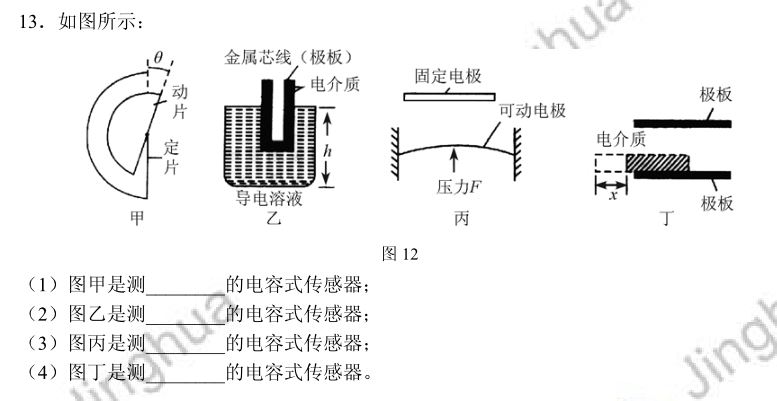 13．如图所示：
θ
动片
定片
甲
金属芯线（极板）
电介质
h
导电溶液
乙
固定电极
可动电极
压力F
丙
极板
电介质
x
极板
丁
图 12
（1）图甲是测________的电容式传感器；
（2）图乙是测________的电容式传感器；
（3）图丙是测________的电容式传感器；
（4）图丁是测________的电容式传感器。
Jinghua